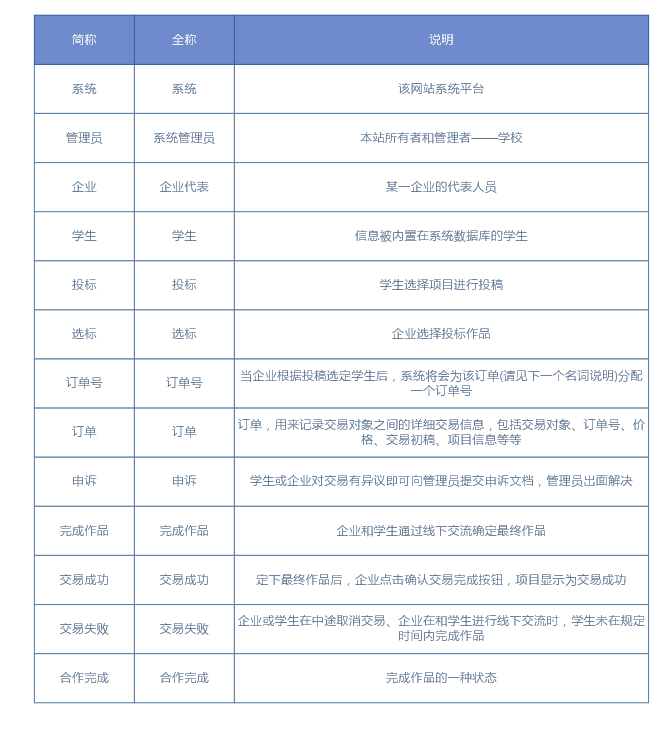 简称 全称 说明
系统 系统 该网站系统平台
管理员 系统管理员 本站所有者和管理者——学校
企业 企业代表 某一企业的代表人员
学生 学生 信息被内置在系统数据库的学生
投标 投标 学生选择项目进行投稿
选标 选标 企业选择投标作品
订单号 订单号 当企业根据投稿选定学生后，系统将会为该订单(请见下一个名词说明)分配
一个订单号
订单 订单 订单，用来记录交易对象之间的详细交易信息，包括交易对象、订单号、价
格、交易初稿、项目信息等等
申诉 申诉 学生或企业对交易有异议即可向管理员提交申诉文档，管理员出面解决
完成作品 完成作品 企业和学生通过线下交流确定最终作品
交易成功 交易成功 定下最终作品后，企业点击确认交易完成按钮，项目显示为交易成功
交易失败 交易失败 企业或学生在中途取消交易、企业在和学生进行线下交流时，学生未在规定
时间内完成作品
合作完成 合作完成 完成作品的一种状态